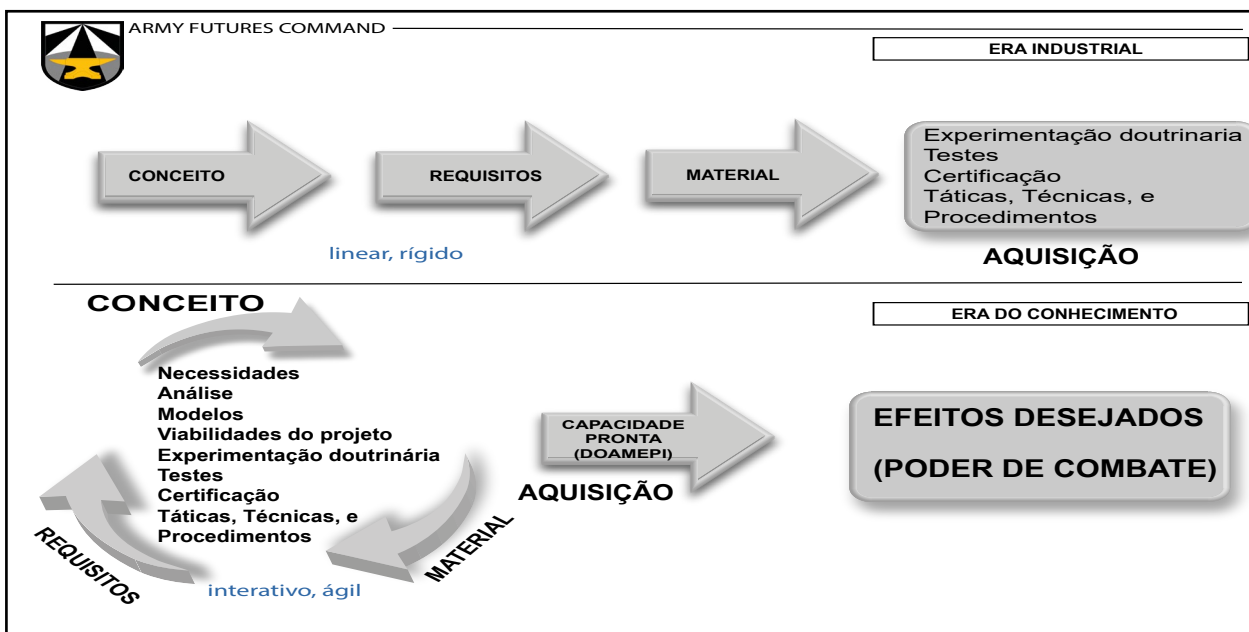 ARMY FUTURES COMMAND
ERA INDUSTRIAL
CONCEITO
REQUISITOS
MATERIAL
Experimentação doutrinaria
Testes
Certificação
Táticas, Técnicas, e
Procedimentos
linear, rígido
AQUISIÇÃO
CONCEITO
ERA DO CONHECIMENTO
Necessidades
Análise
Modelos
Viabilidades do projeto
Experimentação doutrinária
Testes
Certificação
Táticas, Técnicas, e
Procedimentos
REQUISITOS
MATERIAL
interativo, ágil
CAPACIDADE
PRONTA
(DOAMEPI)
AQUISIÇÃO
EFEITOS DESEJADOS
(PODER DE COMBATE)